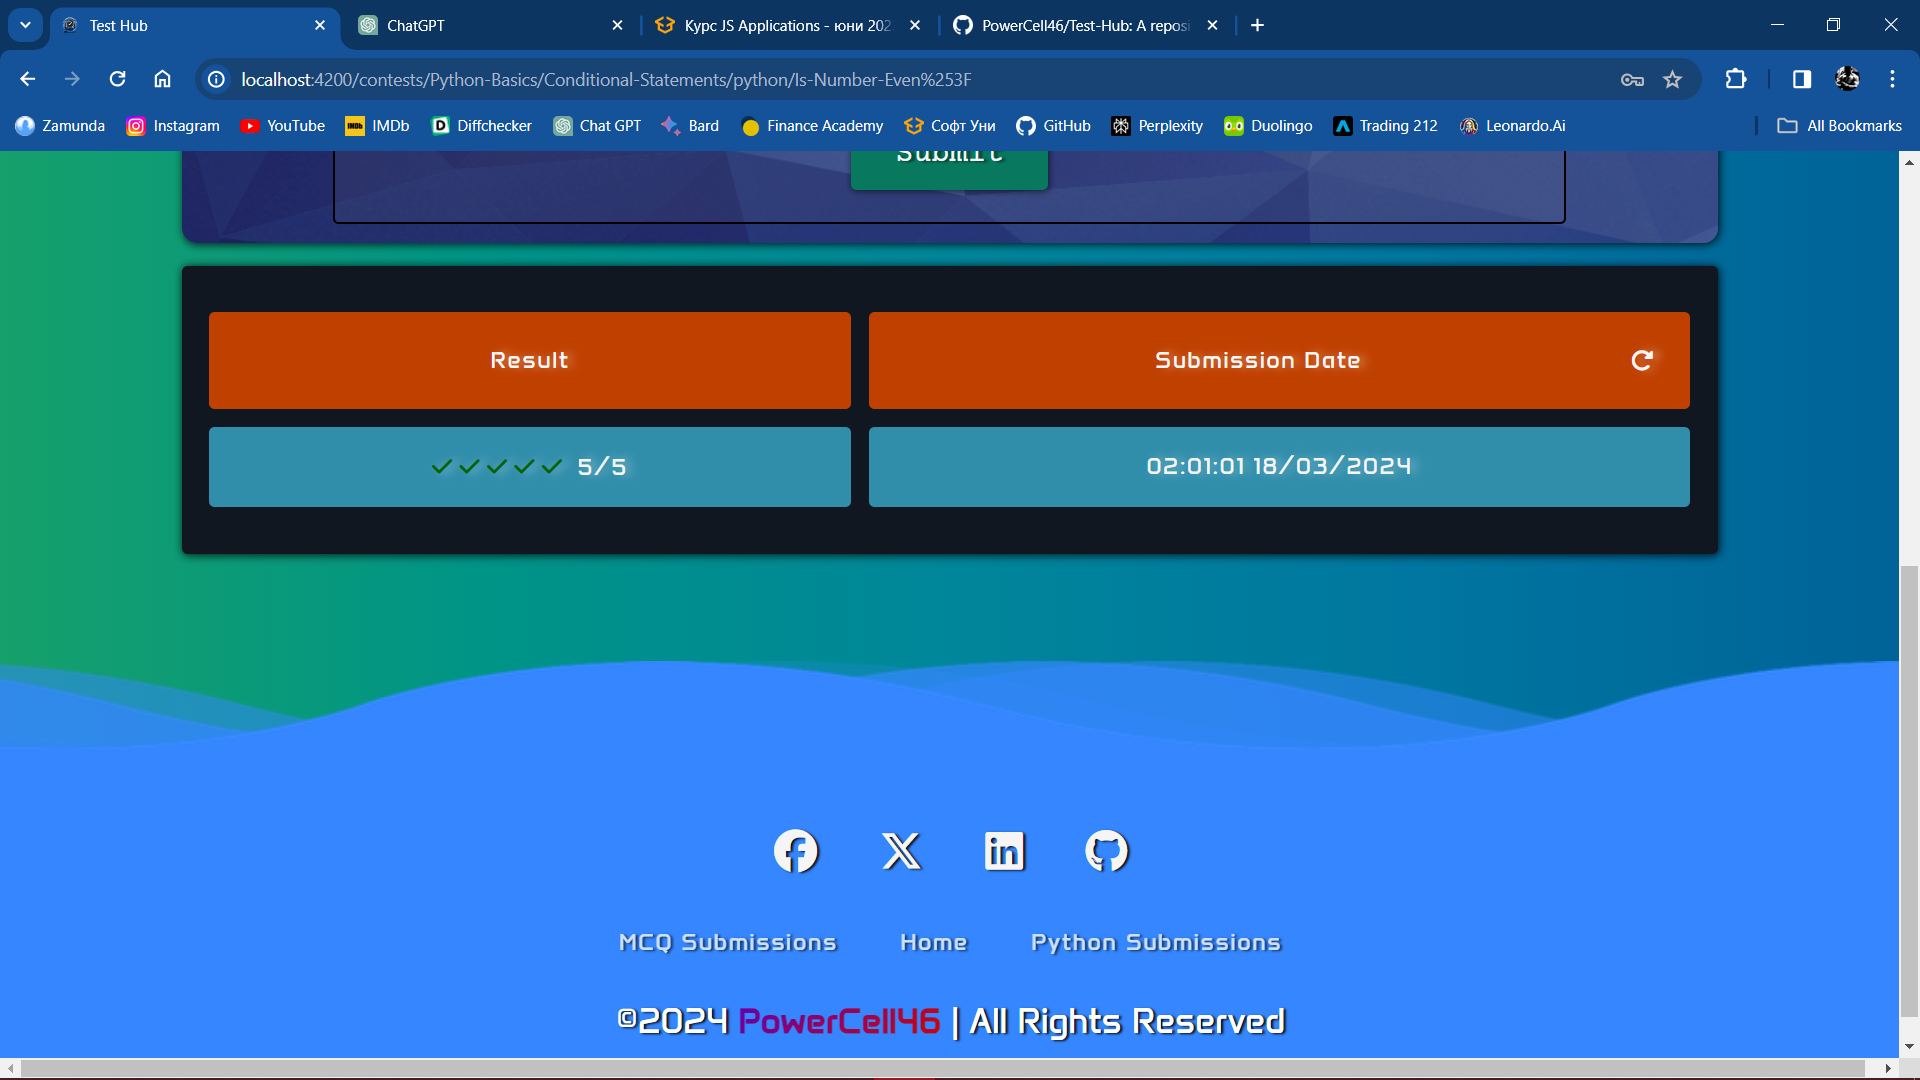 Test Hub
ChatGPT
Курс JS Applications - юни 202
PowerCell46/Test-Hub: A reposi
localhost:4200/contests/Python-Basics/Conditional-Statements/python/Is-Number-Even%253F
Zamunda
Instagram
YouTube
IMDb
Diffchecker
Chat GPT
Bard
Finance Academy
Софт Уни
GitHub
Perplexity
Duolingo
Trading 212
Leonardo.Ai
All Bookmarks
Submit
Result
Submission Date
5/5
02:01:01 18/03/2024
MCQ Submissions
Home
Python Submissions
©2024 PowerCell46 | All Rights Reserved